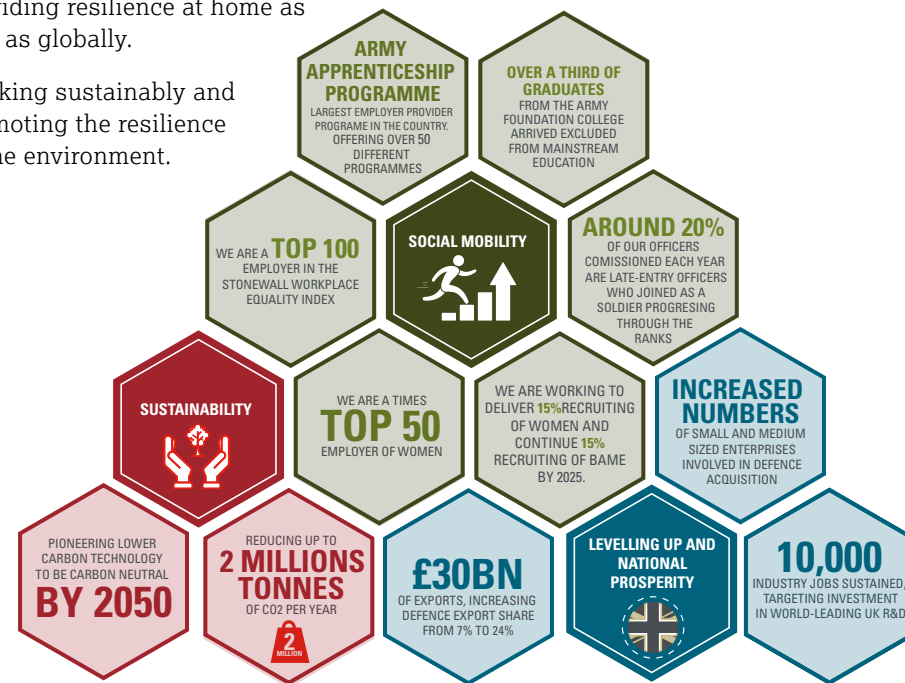 viding resilience at home as
as globally.
king sustainably and
moting the resilience
ne environment.
ARMY
APPRENTICESHIP
PROGRAMME
LARGEST EMPLOYER PROVIDER
PROGRAME IN THE COUNTRY.
OFFERING OVER 50
DIFFERENT
PROGRAMMES
OVER A THIRD OF
GRADUATES
FROM THE ARMY
FOUNDATION COLLEGE
ARRIVED EXCLUDED
FROM MAINSTREAM
EDUCATION
WE ARE A TOP 100
EMPLOYER IN THE
STONEWALL WORKPLACE
EQUALITY INDEX
SOCIAL MOBILITY
AROUND 20%
OF OUR OFFICERS
COMISSIONED EACH YEAR
ARE LATE-ENTRY OFFICERS
WHO JOINED AS A
SOLDIER PROGRESING
THROUGH THE
RANKS
SUSTAINABILITY
WE ARE A TIMES
TOP 50
EMPLOYER OF WOMEN
WE ARE WORKING TO
DELIVER 15%RECRUITING
OF WOMEN AND
CONTINUE 15%
RECRUITING OF BAME
BY 2025.
INCREASED
NUMBERS
OF SMALL AND MEDIUM
SIZED ENTERPRISES
INVOLVED IN DEFENCE
ACQUISITION
PIONEERING LOWER
CARBON TECHNOLOGY
TO BE CARBON NEUTRAL
BY 2050
REDUCING UP TO
2 MILLIONS
TONNES
OF CO2 PER YEAR
2
MILLION
£30BN
OF EXPORTS, INCREASING
DEFENCE EXPORT SHARE
FROM 7% TO 24%
LEVELLING UP AND
NATIONAL
PROSPERITY
10,000
INDUSTRY JOBS SUSTAINED,
TARGETING INVESTMENT
IN WORLD-LEADING UK R&D